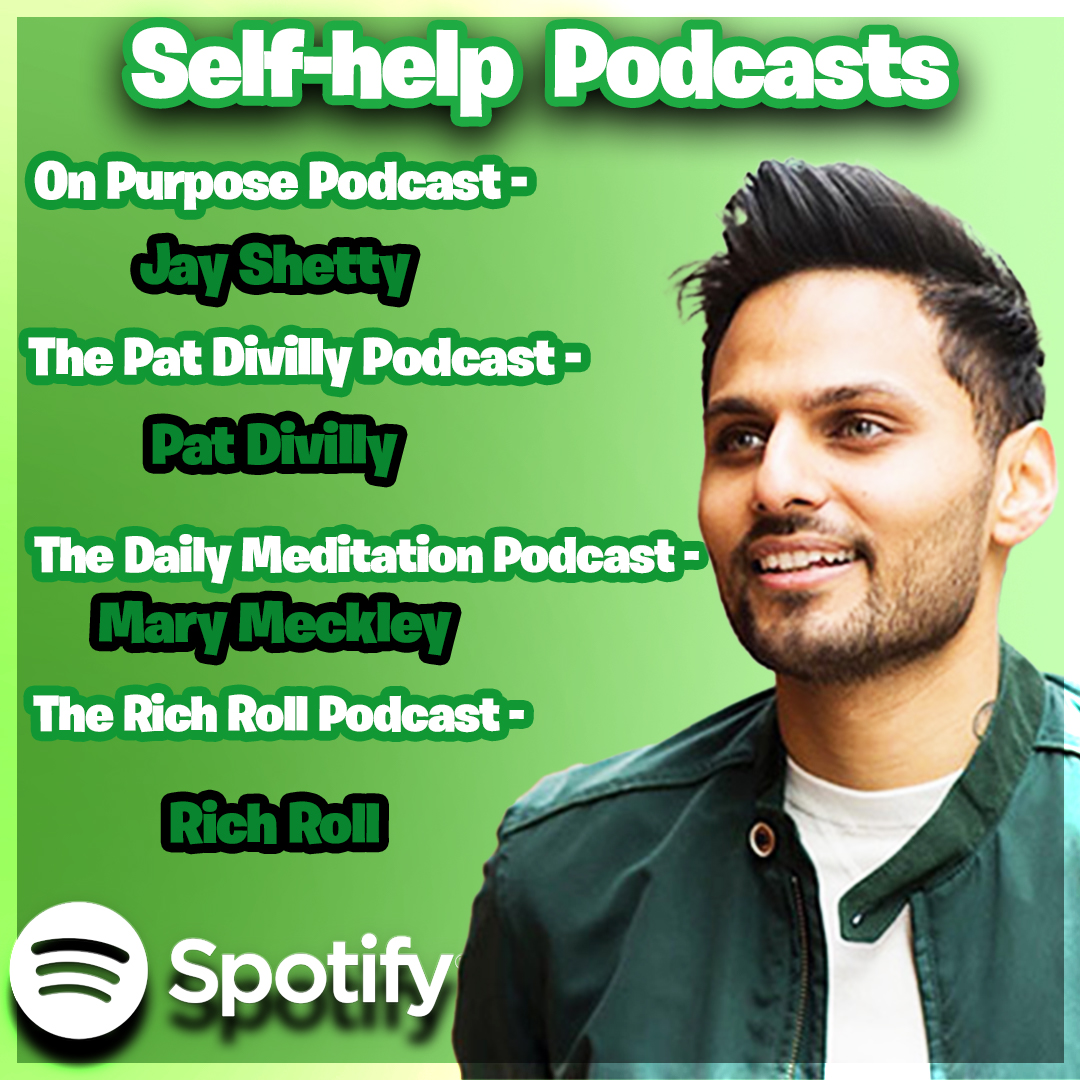 Self-help Podcasts
On Purpose Podcast -
Jay Shetty
The Pat Divilly Podcast -
Pat Divilly
The Daily Meditation Podcast -
Mary Meckley
The Rich Roll Podcast -
Rich Roll
Spotify®